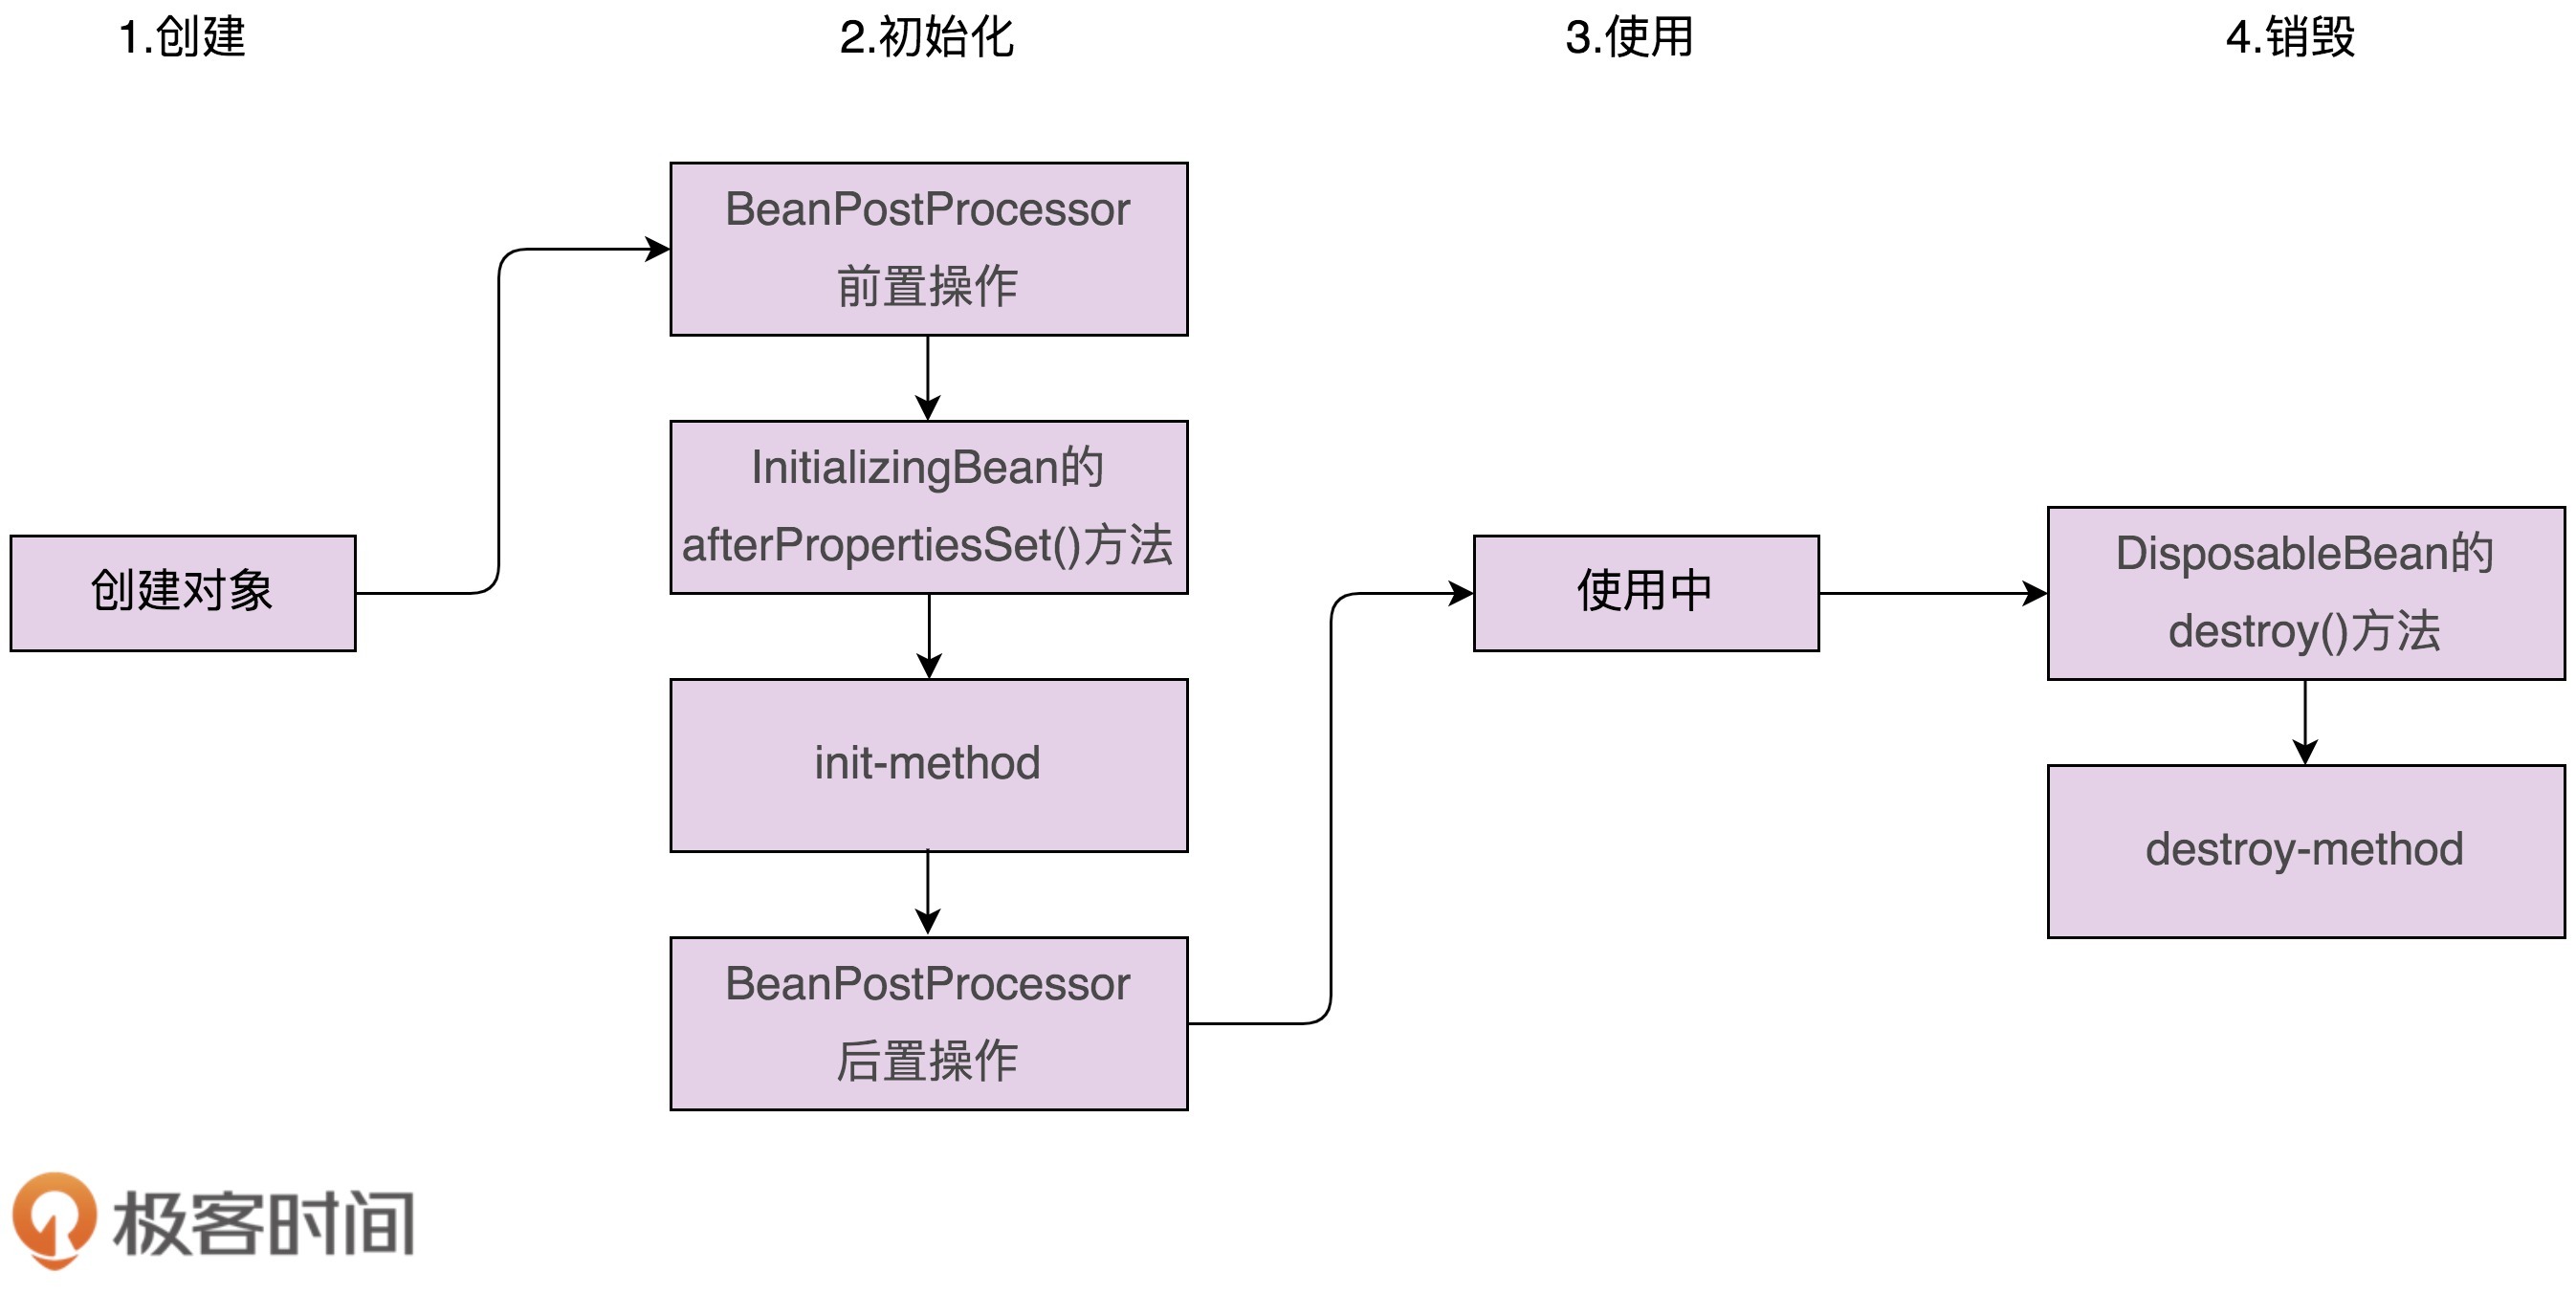 1.创建
2.初始化
3.使用
4.销毁
创建对象
BeanPostProcessor
前置操作
InitializingBean的
afterPropertiesSet()方法
init-method
BeanPostProcessor
后置操作
使用中
DisposableBean的
destroy()方法
destroy-method
极客时间